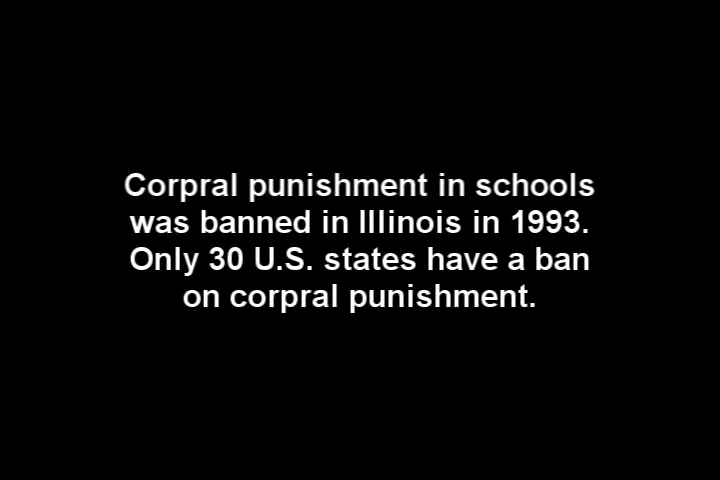 Corpral punishment in schools
was banned in Illinois in 1993.
Only 30 U.S. states have a ban
on corpral punishment.